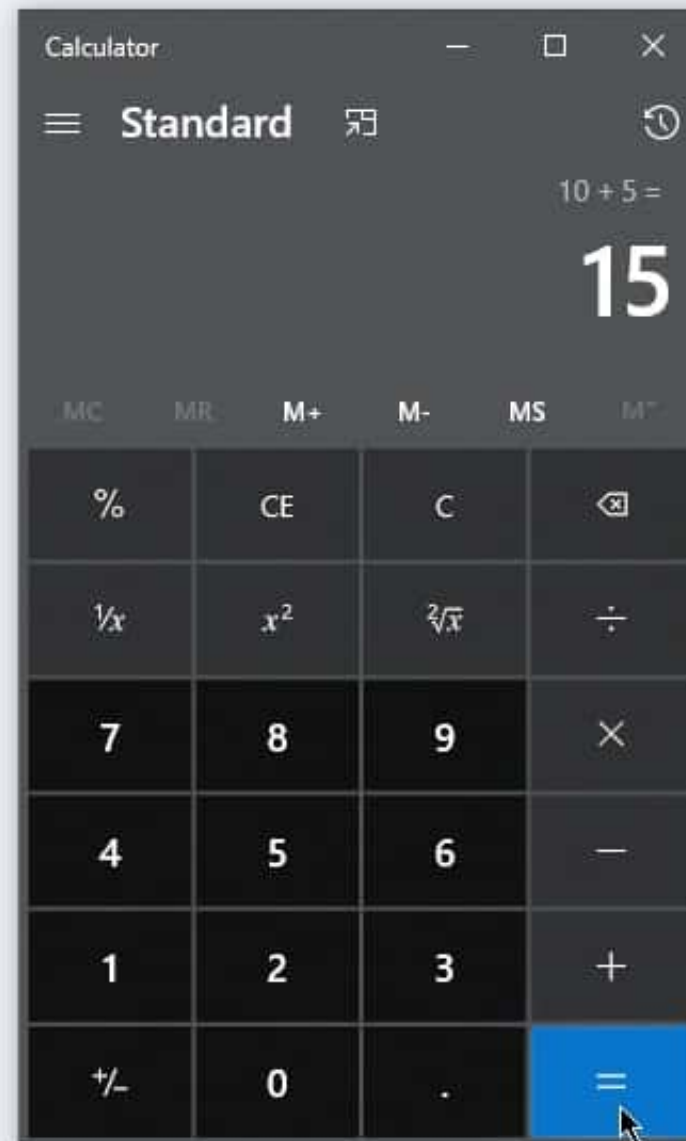 Calculator
Standard
10 + 5 =
15
MC MR M+ M- MS M˅
% CE C
¹/x x² ²√x ÷
7 8 9 ×
4 5 6 −
1 2 3 +
+/− 0 . =